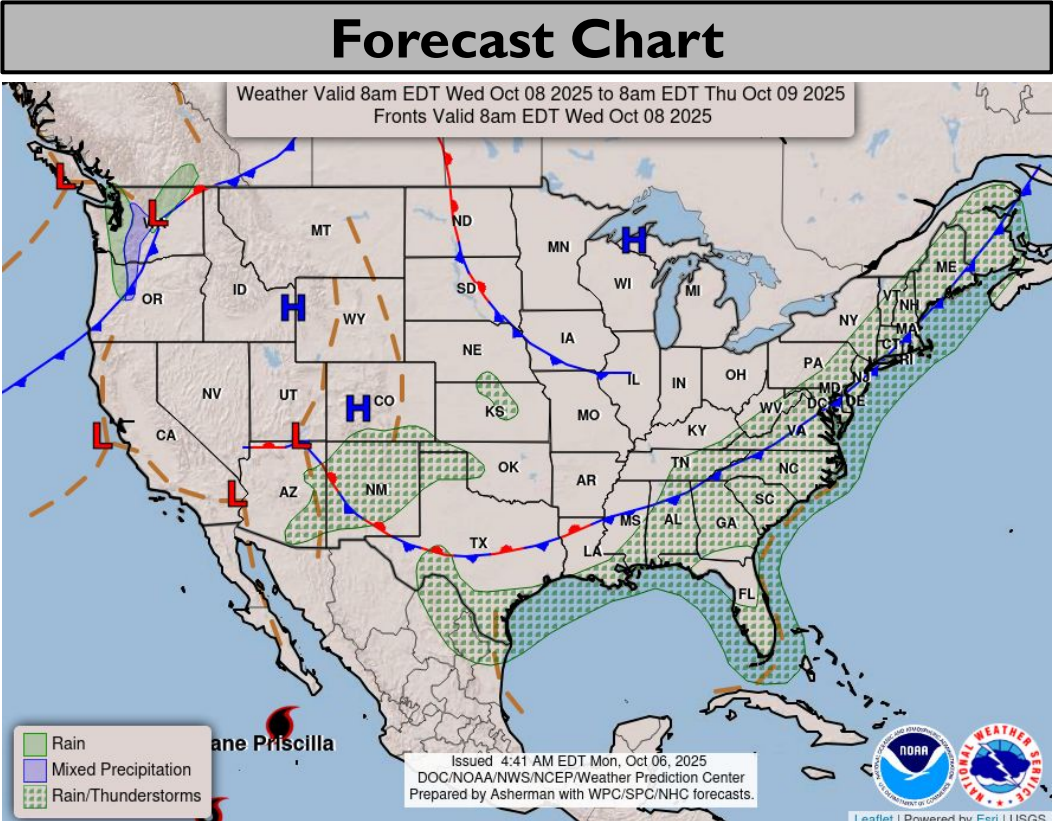 Forecast Chart
Weather Valid 8am EDT Wed Oct 08 2025 to 8am EDT Thu Oct 09 2025
Fronts Valid 8am EDT Wed Oct 08 2025
L
L
ND
MT
MN
H
ME
SD
WI
MI
VT
NH
OR
ID
H
WY
NY
MA
CT
RI
IA
NE
PA
OH
IL
IN
NJ
MD
DE
DC
NV
UT
H
CO
KS
MO
WV
VA
KY
L
CA
L
TN
NC
OK
AR
L
AZ
NM
SC
MS
AL
GA
TX
LA
FL
ane Priscilla
Rain
Mixed Precipitation
Rain/Thunderstorms
Issued 4:41 AM EDT Mon, Oct 06, 2025
DOC/NOAA/NWS/NCEP/Weather Prediction Center
Prepared by Asherman with WPC/SPC/NHC forecasts.
NOAA
NATIONAL WEATHER SERVICE
Leaflet | Powered by Esri | USGS